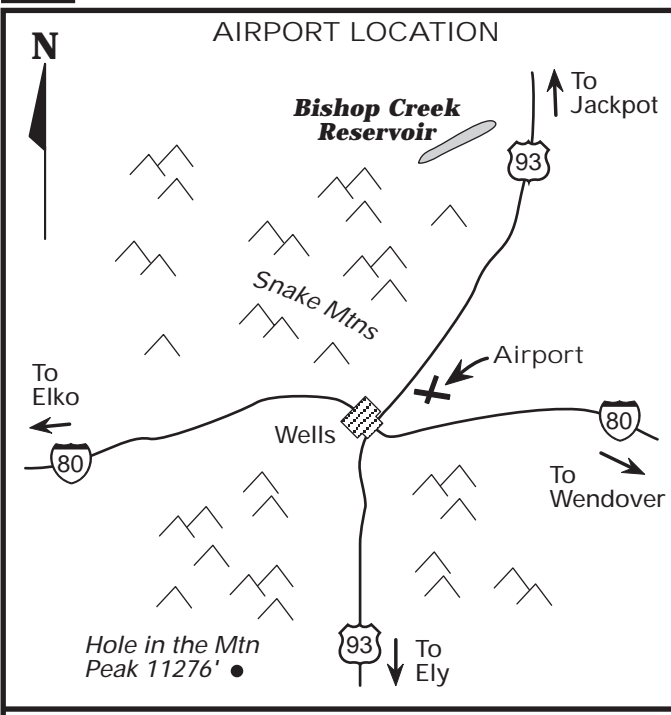 AIRPORT LOCATION
N
To
Jackpot
Bishop Creek
Reservoir
93
Snake Mtns
Airport
To
Elko
80
Wells
80
To
Wendover
Hole in the Mtn
Peak 11276'
93
To
Ely